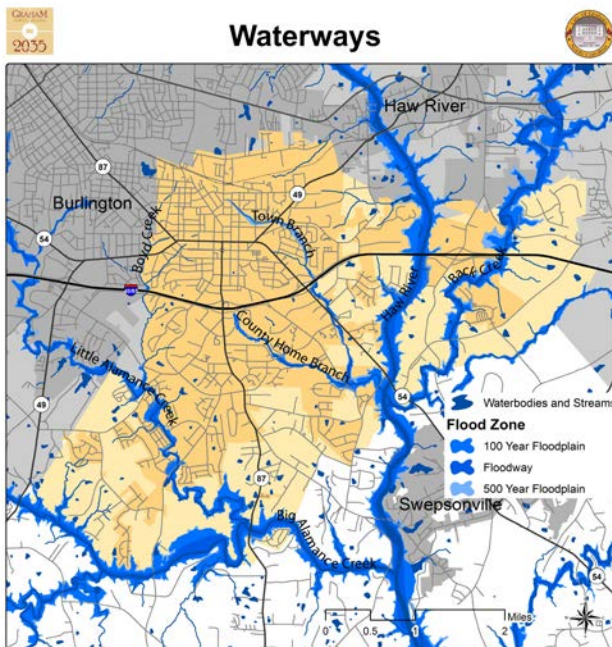 GRAHAM
2035
Waterways
Haw River
87
49
Burlington
Town Branch
54
Boyd Creek
Back Creek
Haw River
County Home Branch
Little Alamance Creek
54
49
Waterbodies and Streams
Flood Zone
100 Year Floodplain
Floodway
500 Year Floodplain
87
Swepsonville
Big Alamance Creek
54
Miles
0 0.5 1 2